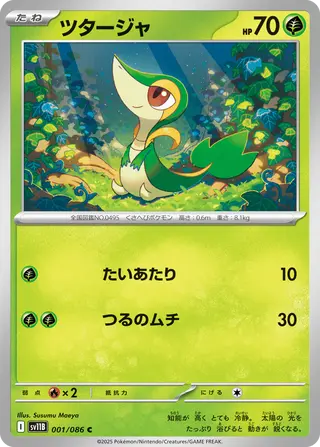 たね ツタージャ HP70
全国図鑑NO.0495 くさへびポケモン 高さ:0.6m 重さ:8.1kg
たいあたり 10
つるのムチ 30
弱点 ×2 抵抗力 にげる
Illus. Susumu Maeya
I sv11B 001/086 C
知能が 高く とても 冷静。 太陽の 光を
たっぷり 浴びると 動きが 鋭くなる。
©2025 Pokémon/Nintendo/Creatures/GAME FREAK.